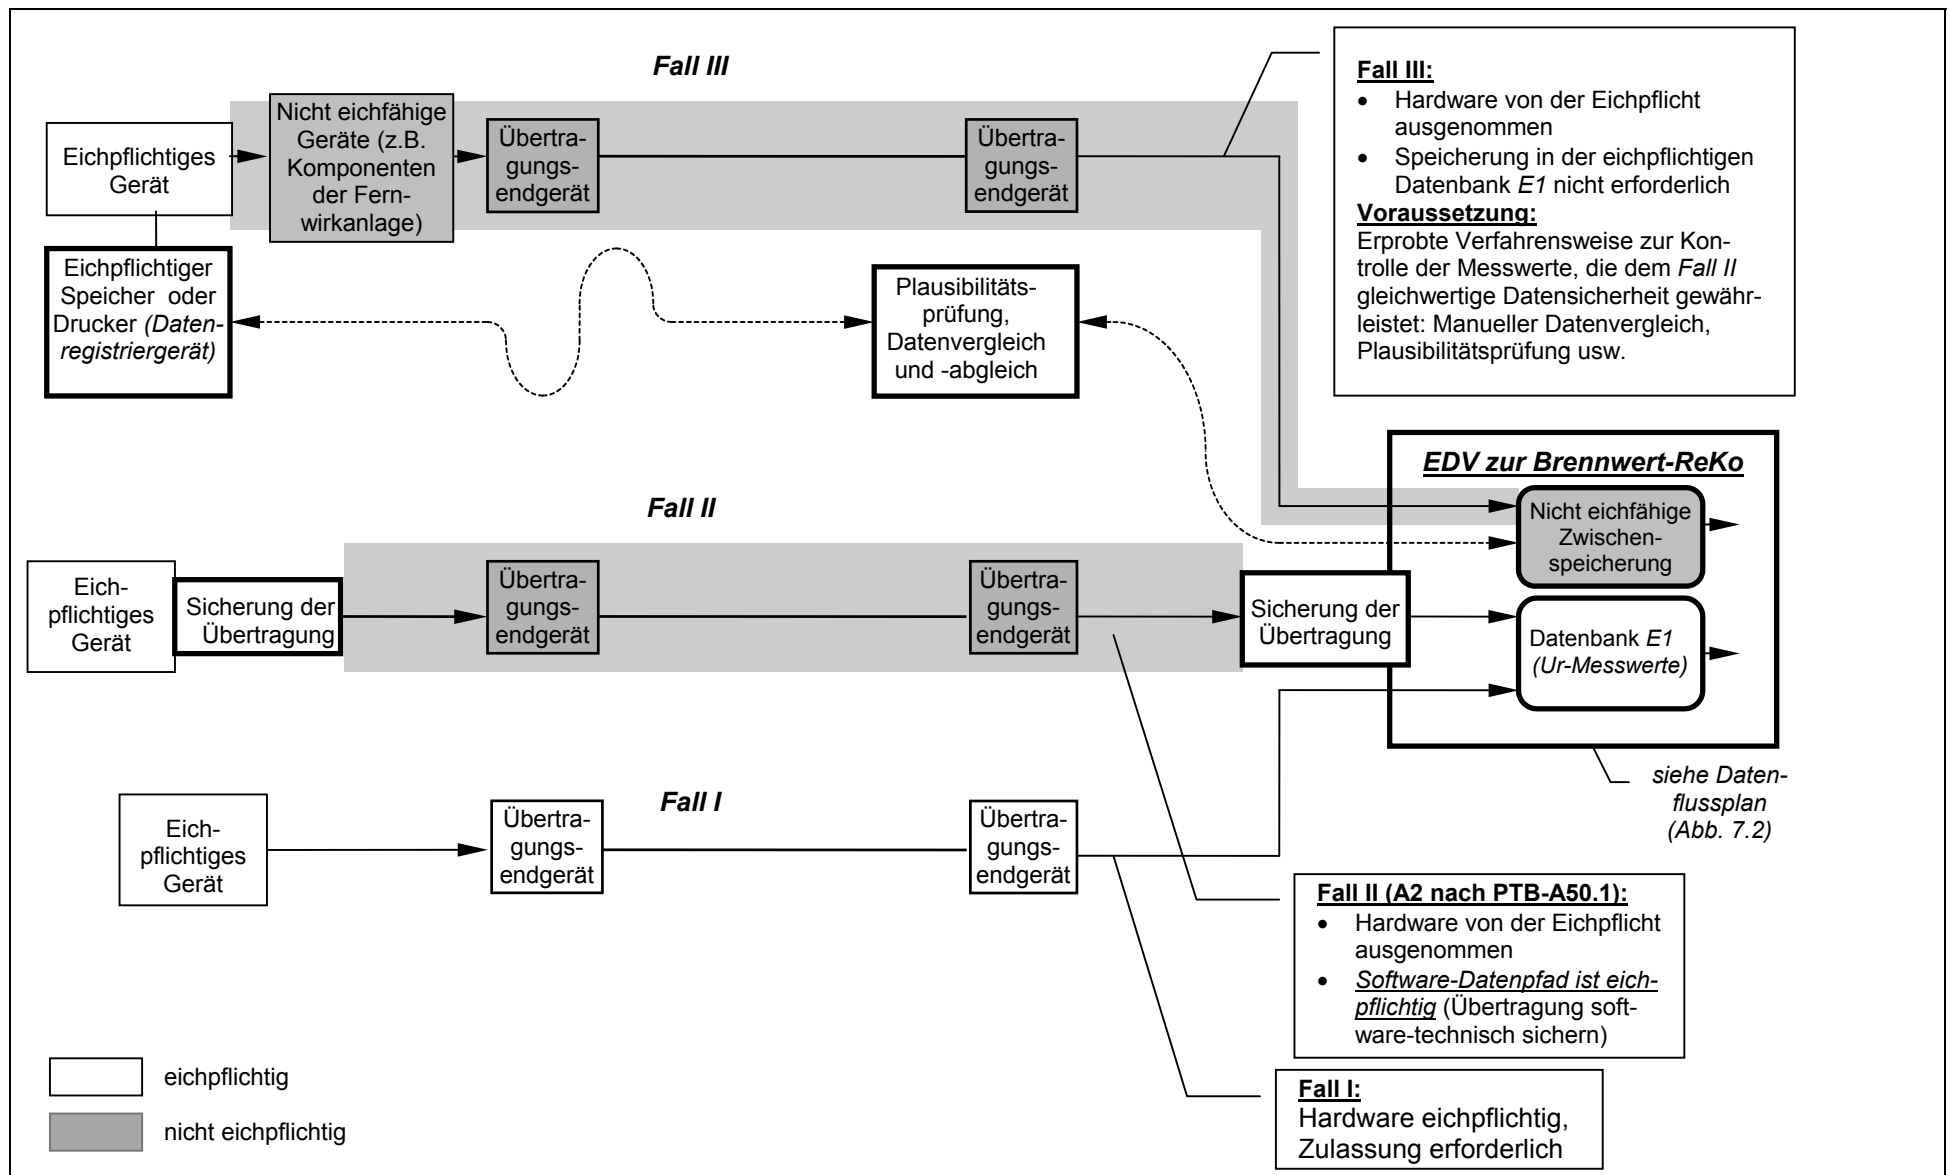 Fall III
Eichpflichtiges
Gerät
Nicht eichfähige
Geräte (z.B.
Komponenten
der Fern-
wirkanlage)
Übertra-
gungs-
endgerät
Übertra-
gungs-
endgerät
Fall III:
• Hardware von der Eichpflicht
ausgenommen
• Speicherung in der eichpflichtigen
Datenbank E1 nicht erforderlich
Voraussetzung:
Erprobte Verfahrensweise zur Kon-
trolle der Messwerte, die dem Fall II
gleichwertige Datensicherheit gewähr-
leistet: Manueller Datenvergleich,
Plausibilitätsprüfung usw.
Eichpflichtiger
Speicher oder
Drucker (Daten-
registriergerät)
Plausibilitäts-
prüfung,
Datenvergleich
und -abgleich
EDV zur Brennwert-ReKo
Nicht eichfähige
Zwischen-
speicherung
Datenbank E1
(Ur-Messwerte)
Fall II
Eich-
pflichtiges
Gerät
Sicherung der
Übertragung
Übertra-
gungs-
endgerät
Übertra-
gungs-
endgerät
Sicherung der
Übertragung
siehe Daten-
flussplan
(Abb. 7.2)
Fall I
Eich-
pflichtiges
Gerät
Übertra-
gungs-
endgerät
Übertra-
gungs-
endgerät
Fall II (A2 nach PTB-A50.1):
• Hardware von der Eichpflicht
ausgenommen
• Software-Datenpfad ist eich-
pflichtig (Übertragung soft-
ware-technisch sichern)
Fall I:
Hardware eichpflichtig,
Zulassung erforderlich
eichpflichtig
nicht eichpflichtig